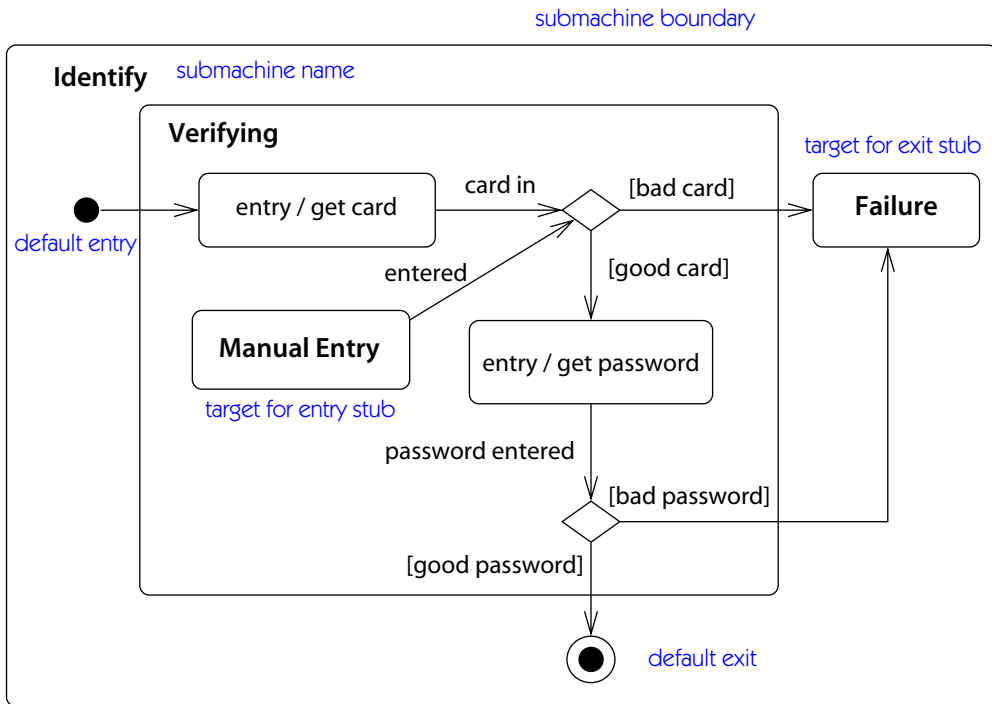 submachine boundary
Identify
submachine name
Verifying
target for exit stub
card in
[bad card]
entry / get card
Failure
default entry
entered
[good card]
Manual Entry
entry / get password
target for entry stub
password entered
[bad password]
[good password]
default exit